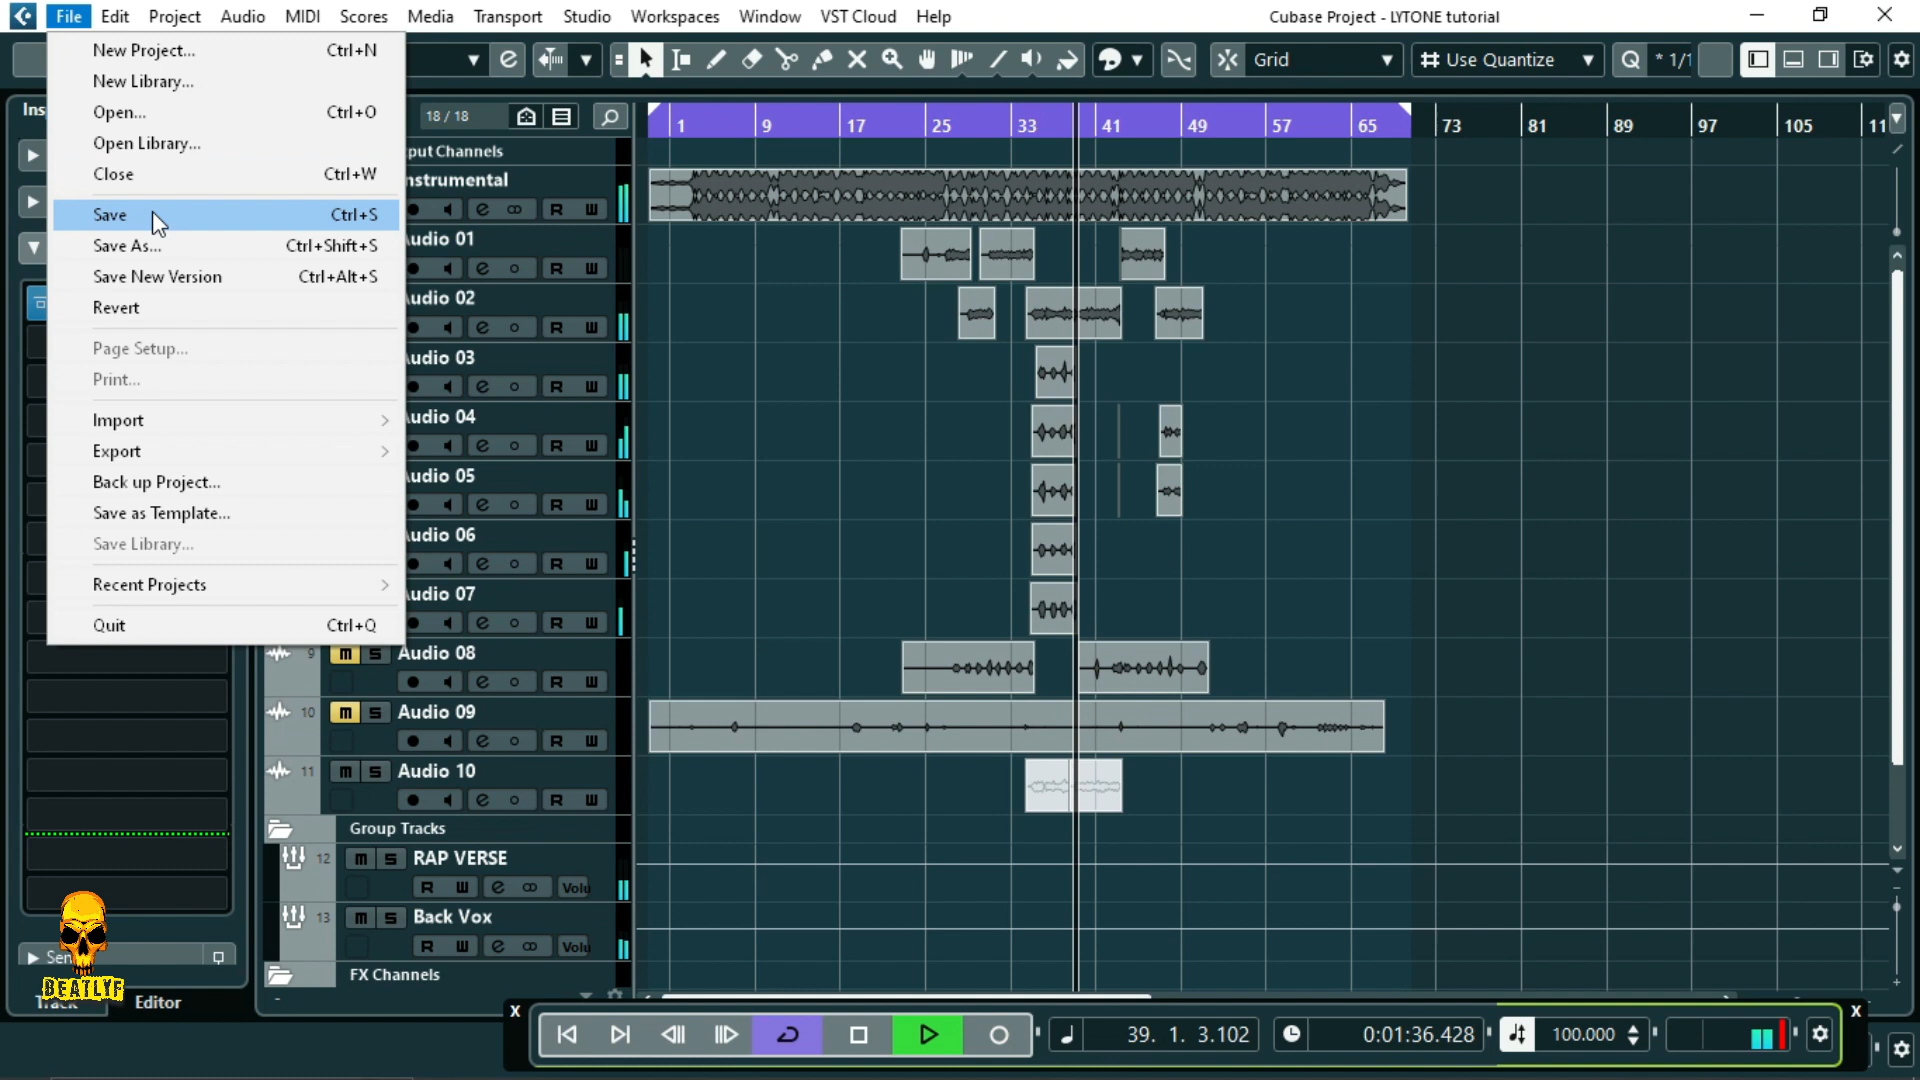 File Edit Project Audio MIDI Scores Media Transport Studio Workspaces Window VST Cloud Help
Cubase Project - LYTONE tutorial
Grid
Use Quantize
Q
* 1/1
New Project... Ctrl+N
New Library...
Open... Ctrl+O
Open Library...
Close Ctrl+W
Save Ctrl+S
Save As... Ctrl+Shift+S
Save New Version Ctrl+Alt+S
Revert
Page Setup...
Print...
Import
Export
Back up Project...
Save as Template...
Save Library...
Recent Projects
Quit Ctrl+Q
Ins
18 / 18
1 9 17 25 33 41 49 57 65 73 81 89 97 105 11
put Channels
nstrumental
e R W
udio 01
e R W
udio 02
e R W
udio 03
e R W
udio 04
e R W
udio 05
e R W
udio 06
e R W
udio 07
e R W
9 m S Audio 08
e R W
10 m S Audio 09
e R W
11 m S Audio 10
e R W
Group Tracks
12 m S RAP VERSE
R W e Volu
13 m S Back Vox
R W e Volu
FX Channels
Sen
BEATLYF
Track Editor
X
39. 1. 3.102
0:01:36.428
100.000
X